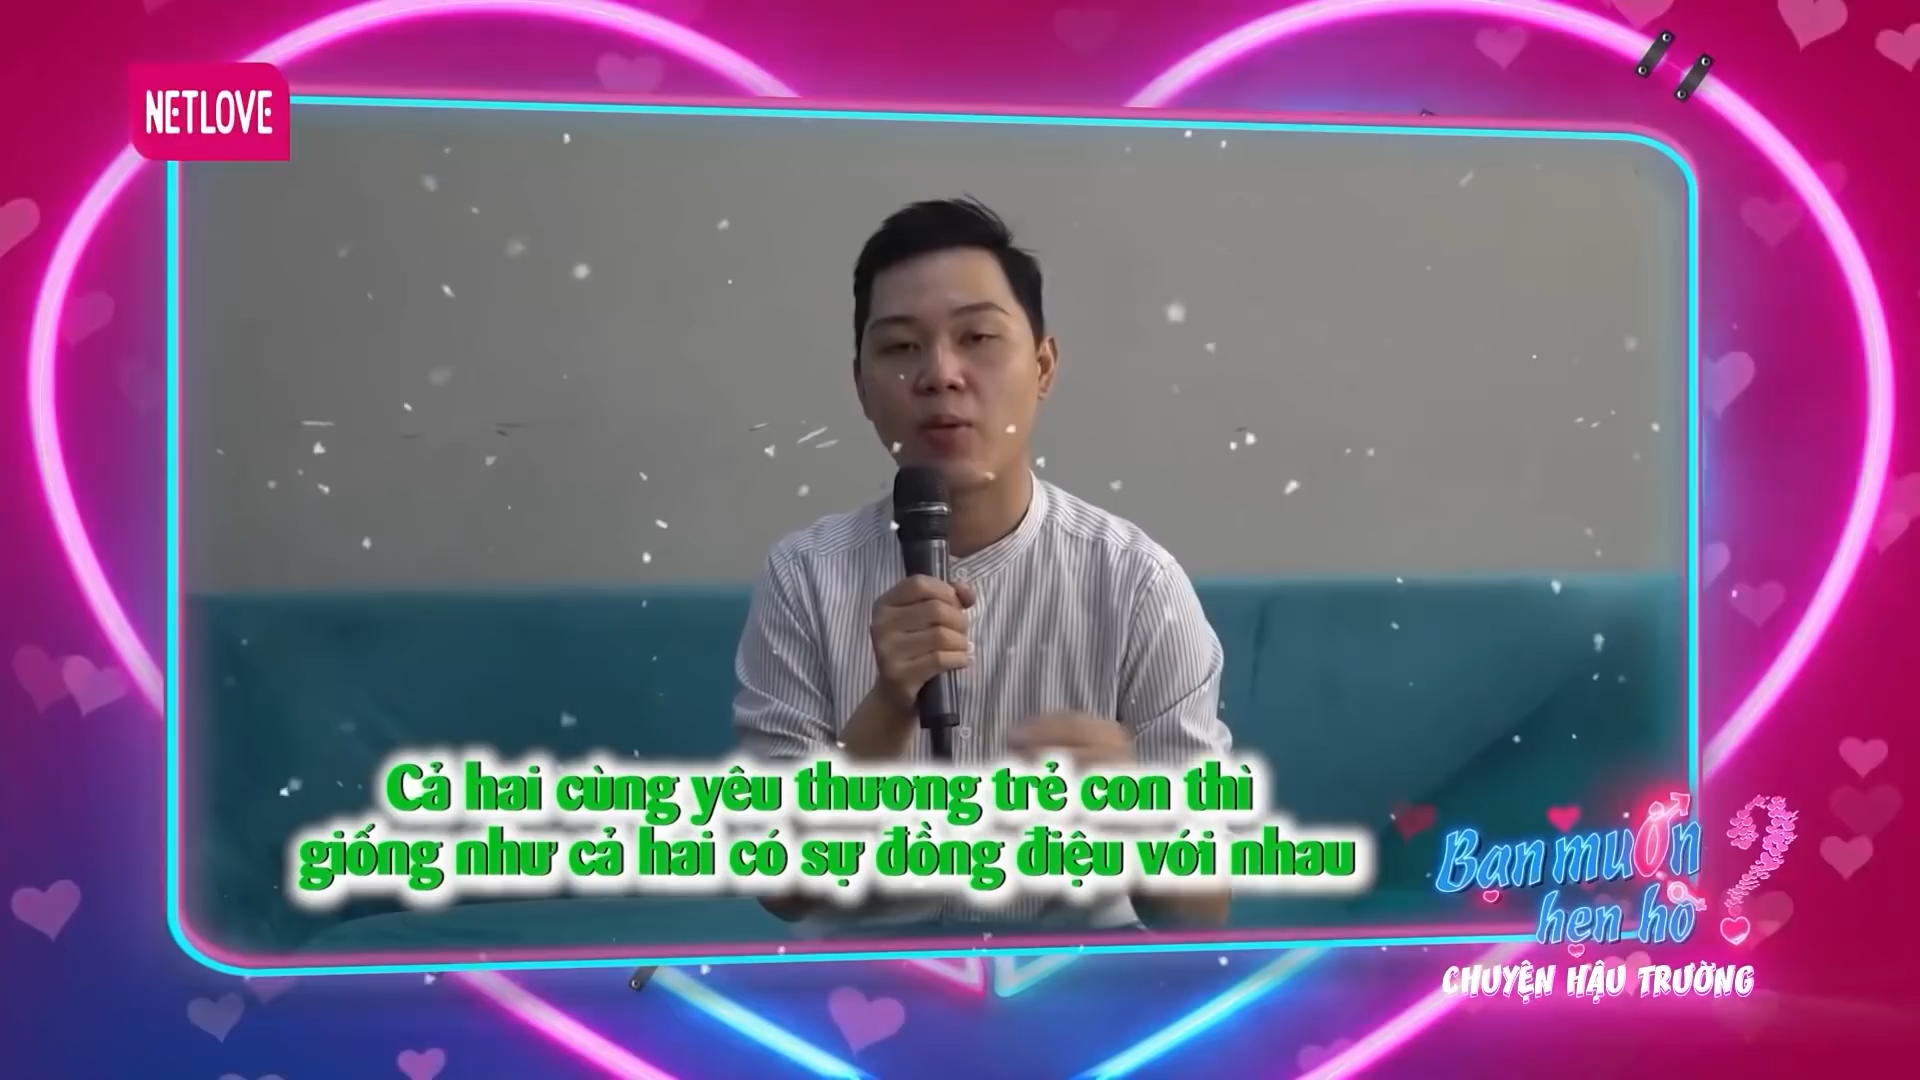 NETLOVE
Cả hai cùng yêu thương trẻ con thì
giống như cả hai có sự đồng điệu với nhau
Bạn muốn
hẹn hò?
CHUYỆN HẬU TRƯỜNG